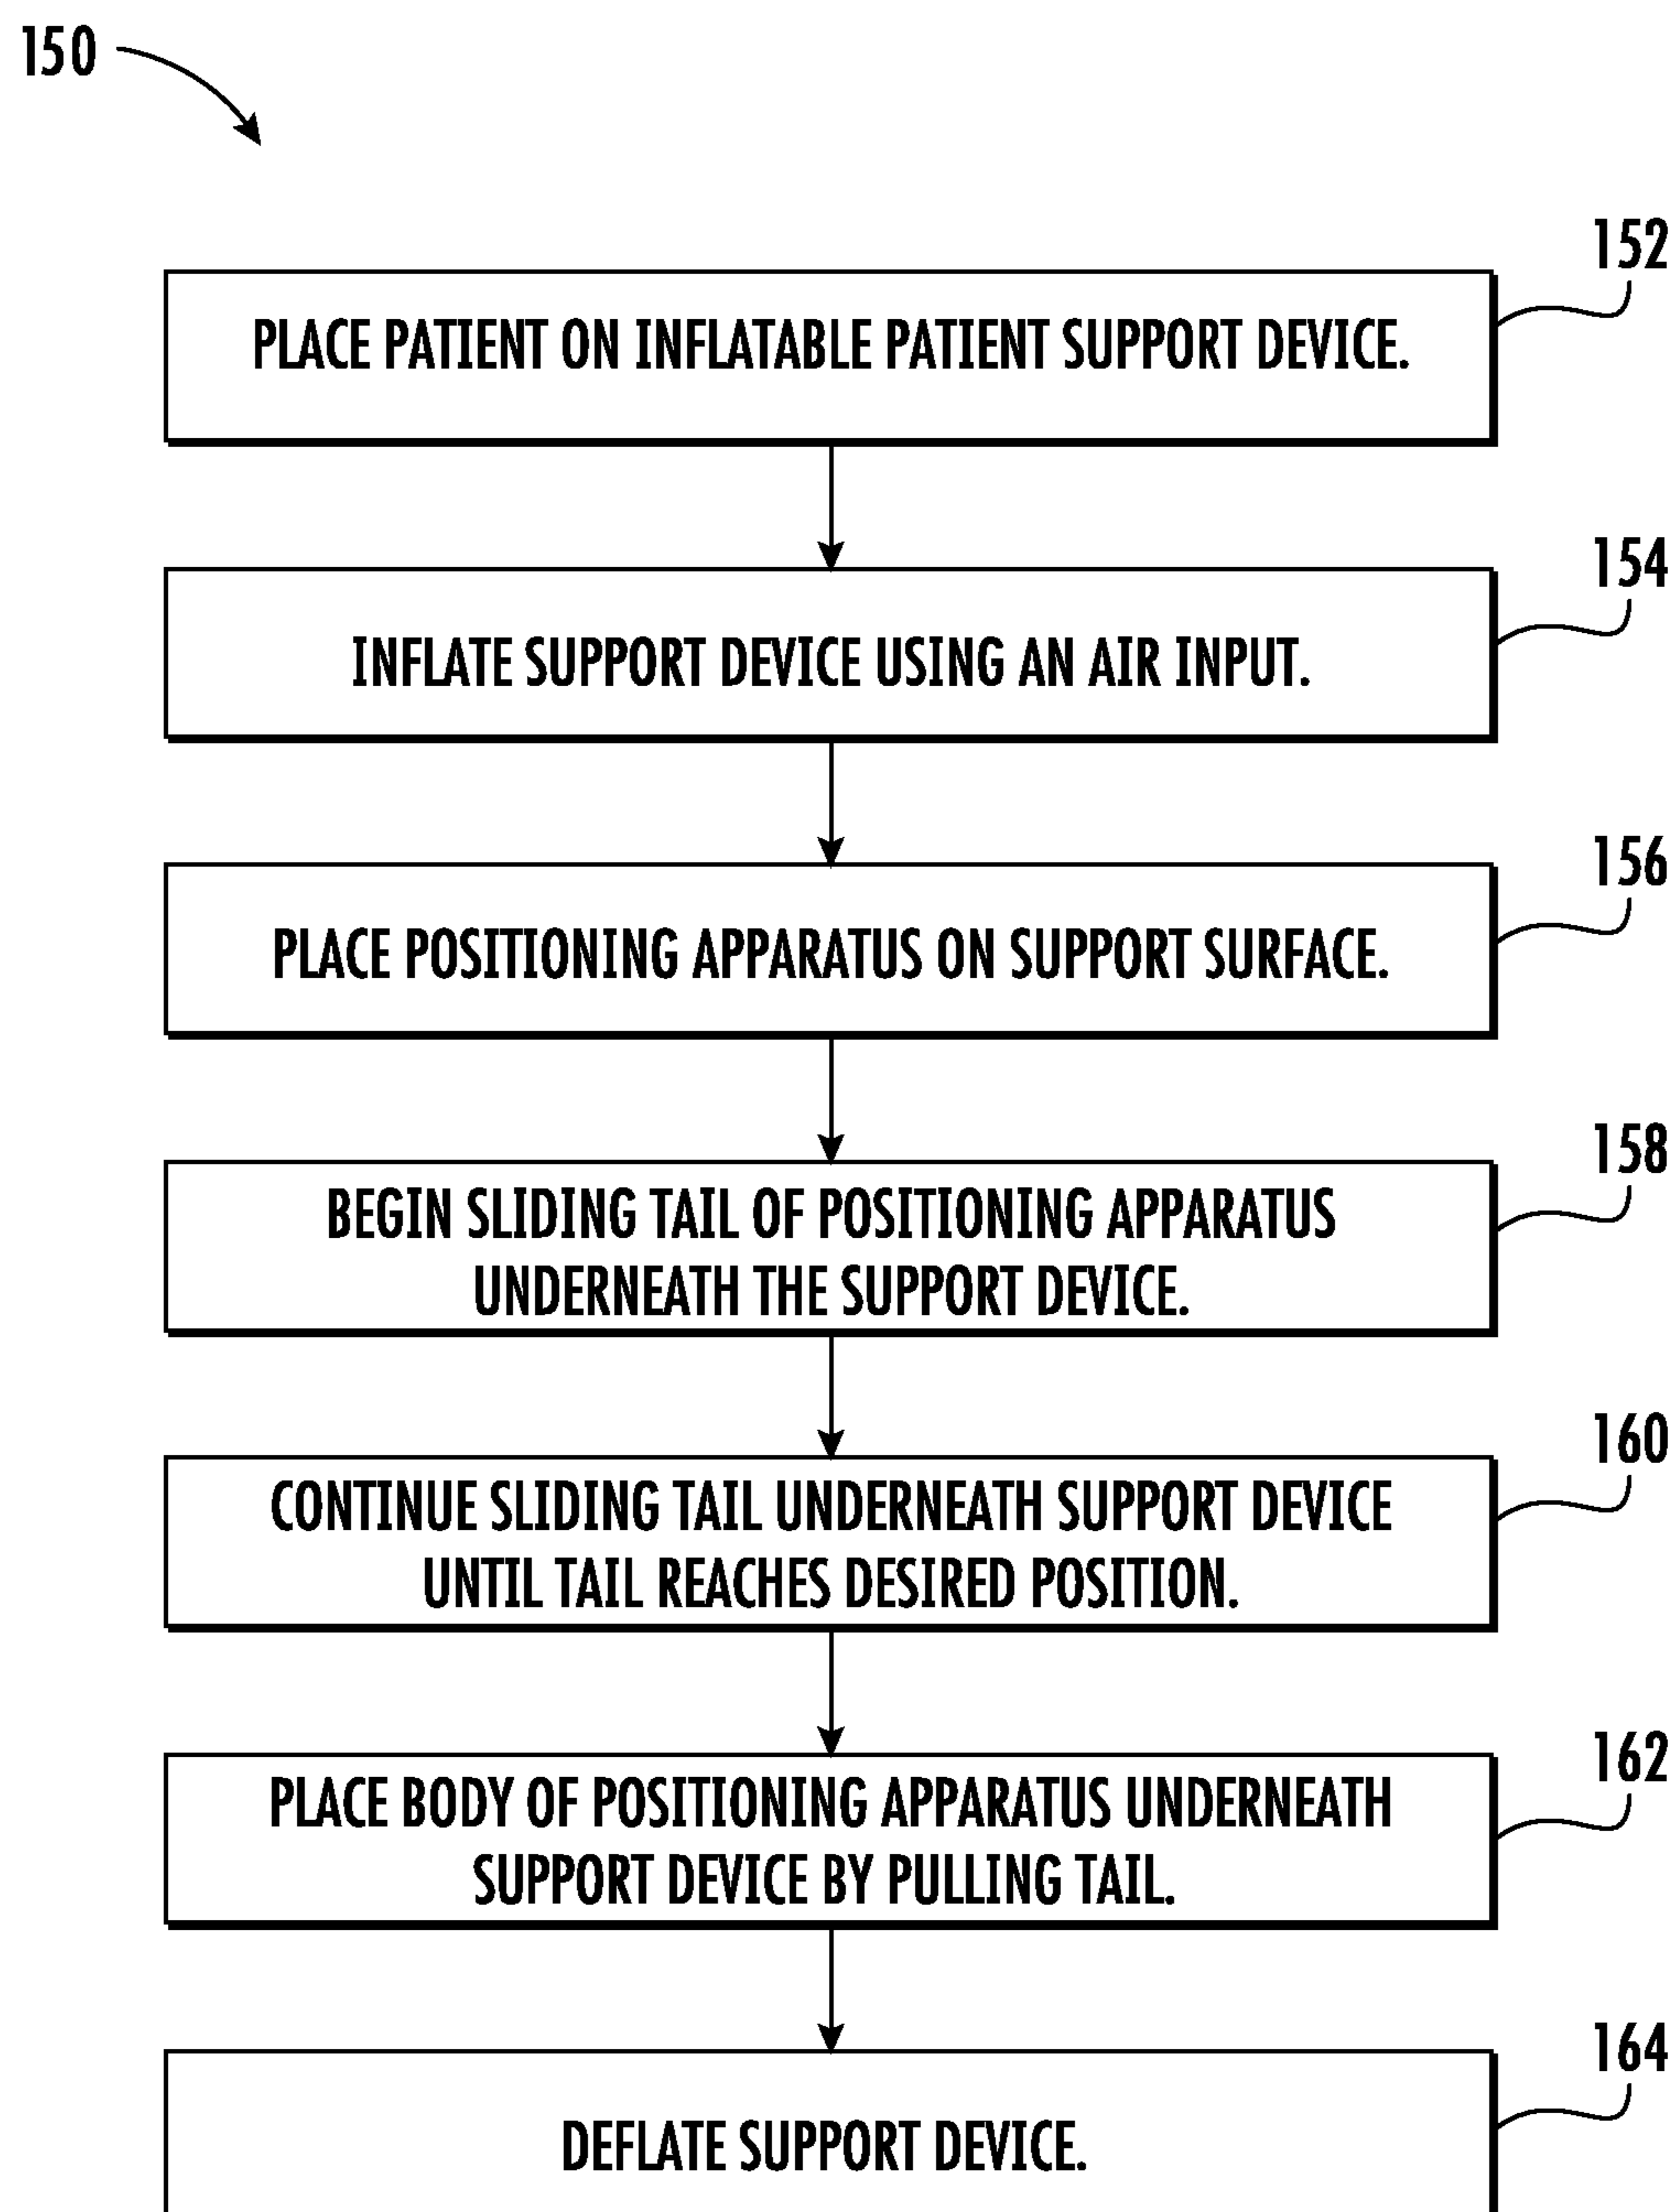 150
152
PLACE PATIENT ON INFLATABLE PATIENT SUPPORT DEVICE.
154
INFLATE SUPPORT DEVICE USING AN AIR INPUT.
156
PLACE POSITIONING APPARATUS ON SUPPORT SURFACE.
158
BEGIN SLIDING TAIL OF POSITIONING APPARATUS
UNDERNEATH THE SUPPORT DEVICE.
160
CONTINUE SLIDING TAIL UNDERNEATH SUPPORT DEVICE
UNTIL TAIL REACHES DESIRED POSITION.
162
PLACE BODY OF POSITIONING APPARATUS UNDERNEATH
SUPPORT DEVICE BY PULLING TAIL.
164
DEFLATE SUPPORT DEVICE.